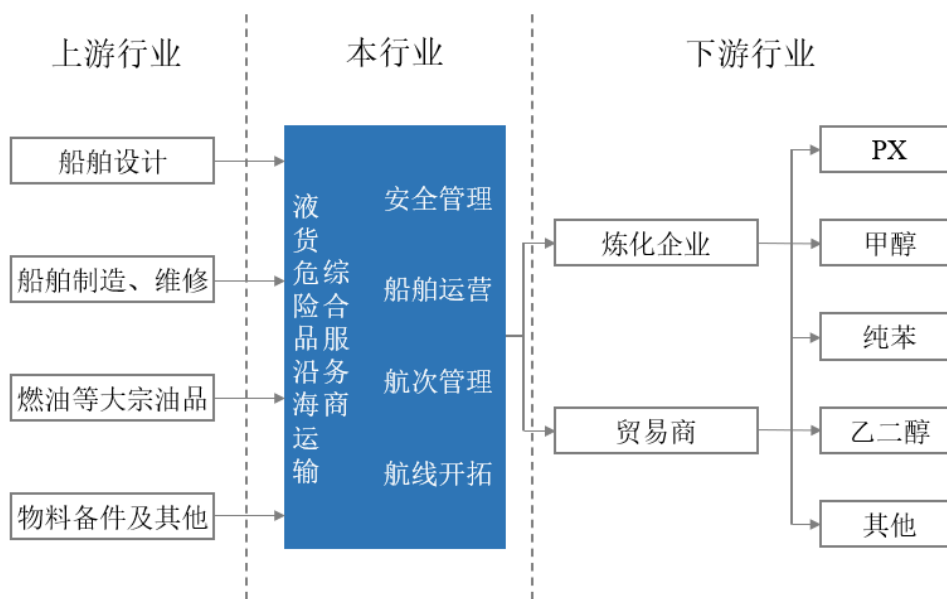 上游行业
本行业
下游行业
船舶设计
船舶制造、维修
燃油等大宗油品
物料备件及其他
液货危险品沿海运输
综合服务商
安全管理
船舶运营
航次管理
航线开拓
炼化企业
贸易商
PX
甲醇
纯苯
乙二醇
其他